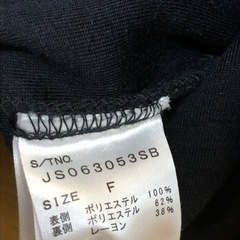 S/TNO.
JS063053SB
SIZE F
表側 ポリエステル 100%
裏側 ポリエステル 62%
レーヨン 38%